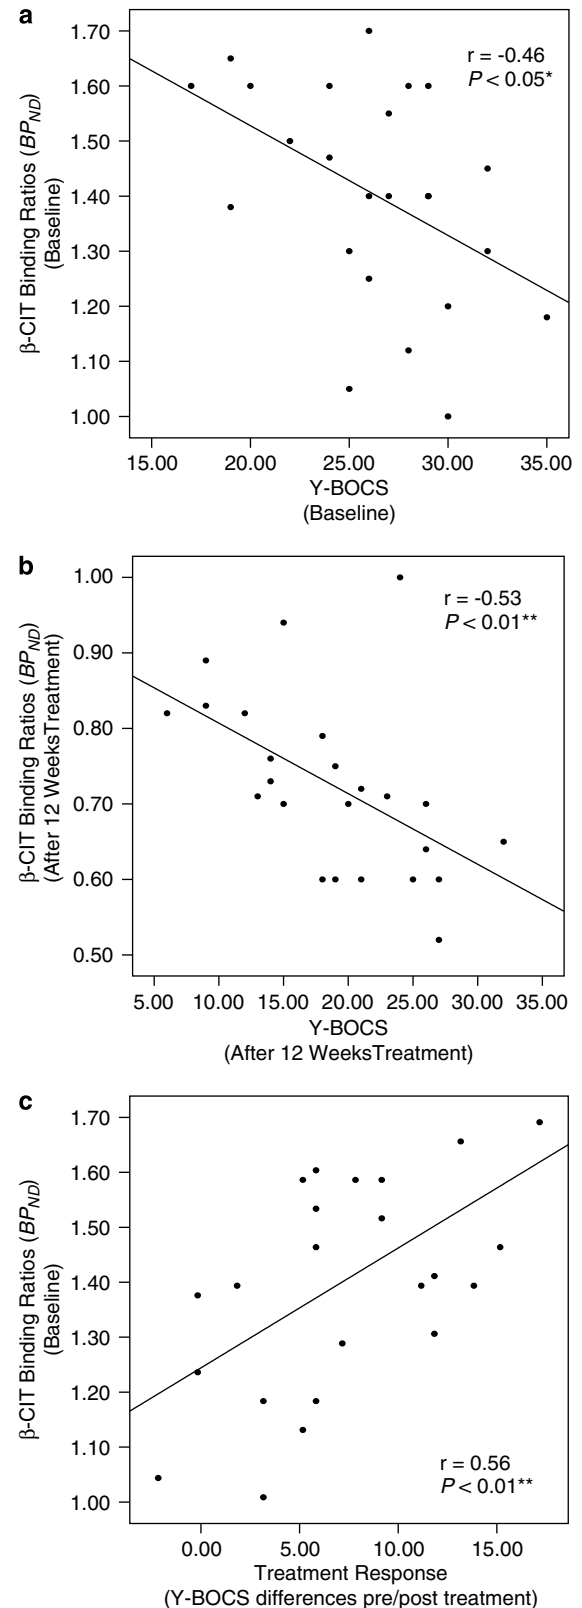 a
r = -0.46
P < 0.05*
β-CIT Binding Ratios (BPND)
(Baseline)
1.70
1.60
1.50
1.40
1.30
1.20
1.10
1.00
15.00 20.00 25.00 30.00 35.00
Y-BOCS
(Baseline)
b
r = -0.53
P < 0.01**
β-CIT Binding Ratios (BPND)
(After 12 WeeksTreatment)
1.00
0.90
0.80
0.70
0.60
0.50
5.00 10.00 15.00 20.00 25.00 30.00 35.00
Y-BOCS
(After 12 WeeksTreatment)
c
β-CIT Binding Ratios (BPND)
(Baseline)
1.70
1.60
1.50
1.40
1.30
1.20
1.10
1.00
r = 0.56
P < 0.01**
0.00 5.00 10.00 15.00
Treatment Response
(Y-BOCS differences pre/post treatment)